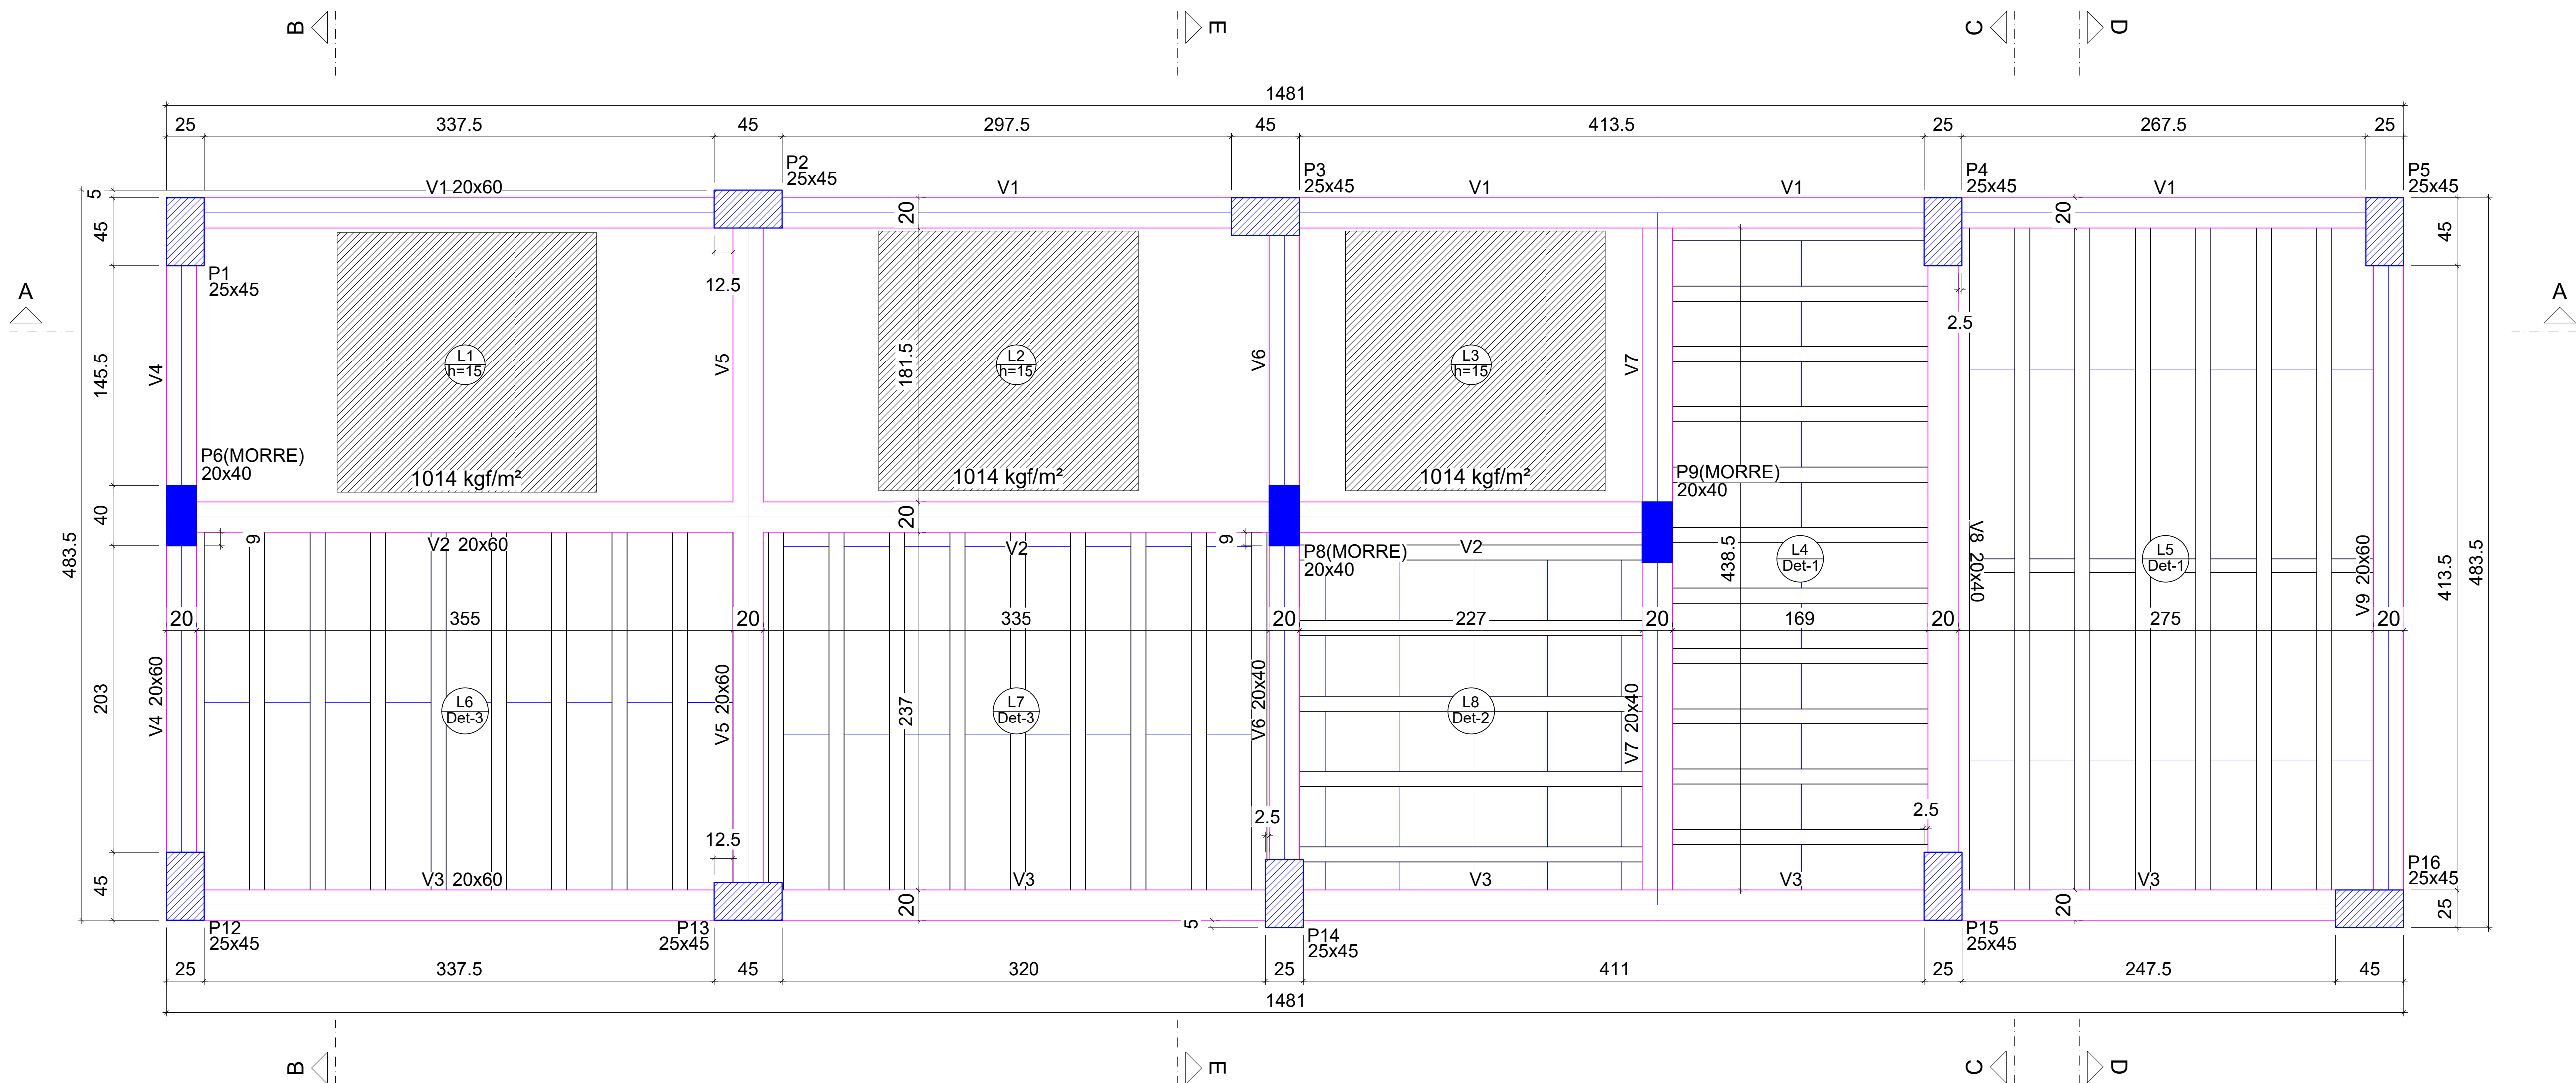 B
E
C
D
1481
25
337.5
45
297.5
45
413.5
25
267.5
25
P2
25x45
P3
25x45
P4
25x45
P5
25x45
V1 20x60
V1
V1
V1
V1
5
45
20
20
45
P1
25x45
12.5
A
A
2.5
145.5
V4
L1
h=15
V5
181.5
L2
h=15
V6
L3
h=15
V7
P6(MORRE)
20x40
1014 kgf/m²
1014 kgf/m²
1014 kgf/m²
P9(MORRE)
20x40
40
483.5
9
V2 20x60
20
V2
9
P8(MORRE)
20x40
V2
438.5
L4
Det-1
V8 20x40
L5
Det-1
V9 20x60
413.5
483.5
20
355
20
335
20
227
20
169
20
275
20
203
V4 20x60
L6
Det-3
V5 20x60
237
L7
Det-3
V6 20x40
L8
Det-2
V7 20x40
2.5
2.5
12.5
45
V3 20x60
V3
V3
V3
V3
P16
25x45
20
20
25
5
P12
25x45
P13
25x45
P14
25x45
P15
25x45
25
337.5
45
320
25
411
25
247.5
45
1481
B
E
C
D